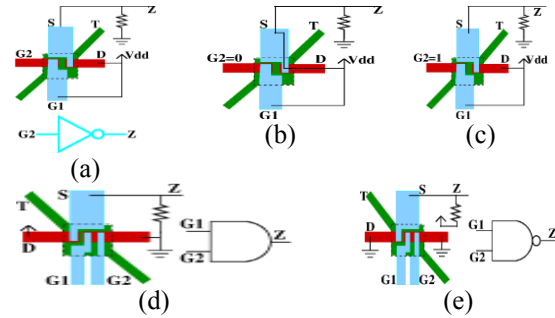 S T Z
G2 D Vdd
G1
G2 Z
(a)
S T Z
G2=0 D Vdd
G1
(b)
S T Z
G2=1 D Vdd
G1
(c)
T S Z
D
G1 G2
G1
G2
Z
(d)
T S Z
D
G1 G2
G1
G2
Z
(e)